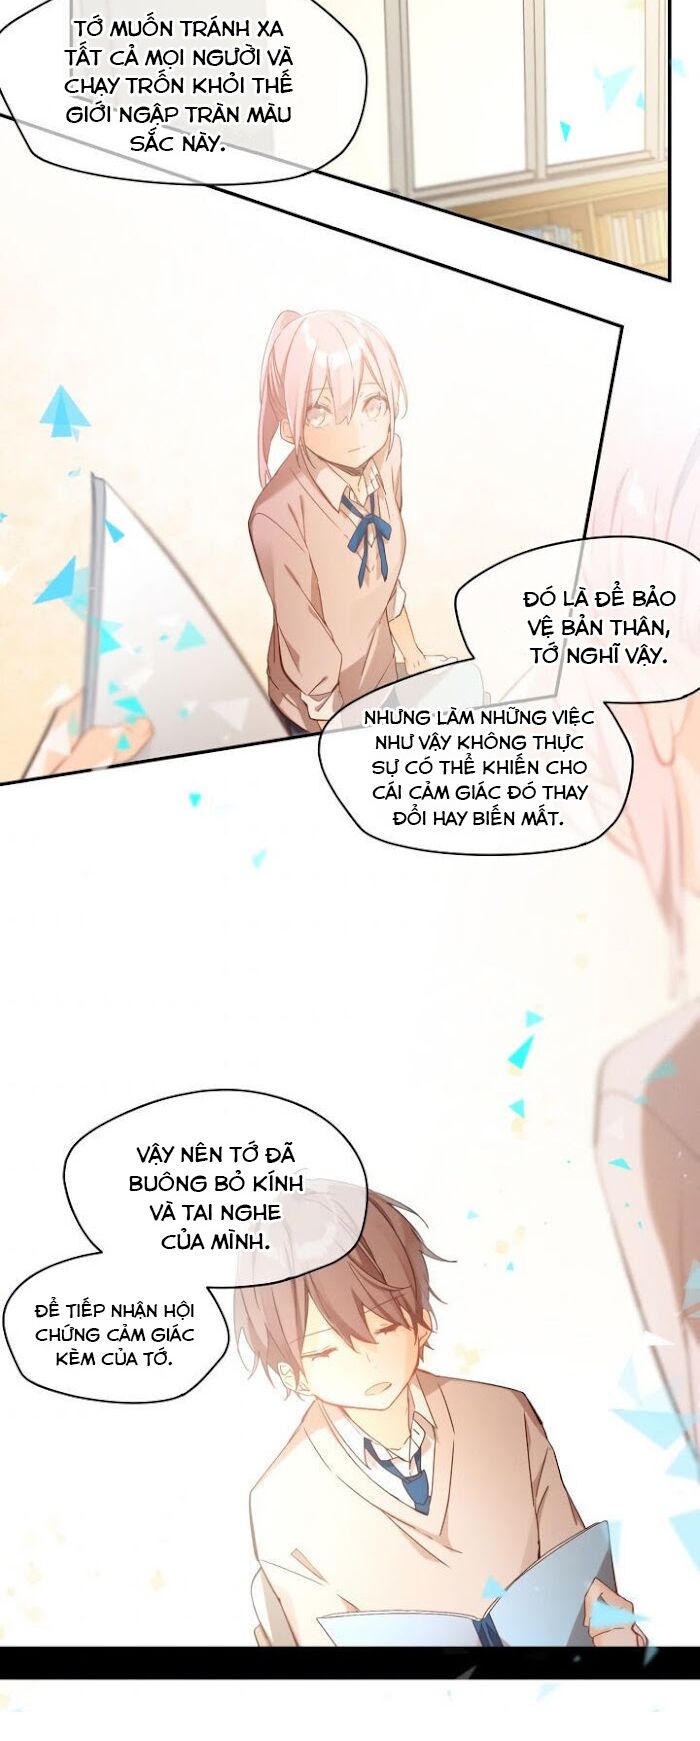 TỚ MUỐN TRÁNH XA
TẤT CẢ MỌI NGƯỜI VÀ
CHẠY TRỐN KHỎI THẾ
GIỚI NGẬP TRÀN MÀU
SẮC NÀY.
ĐÓ LÀ ĐỂ BẢO
VỆ BẢN THÂN,
TỚ NGHĨ VẬY.
NHƯNG LÀM NHỮNG VIỆC
NHƯ VẬY KHÔNG THỰC
SỰ CÓ THỂ KHIẾN CHO
CÁI CẢM GIÁC ĐÓ THAY
ĐỔI HAY BIẾN MẤT.
VẬY NÊN TỚ ĐÃ
BUÔNG BỎ KÍNH
VÀ TAI NGHE
CỦA MÌNH.
ĐỂ TIẾP NHẬN HỘI
CHỨNG CẢM GIÁC
KÈM CỦA TỚ.